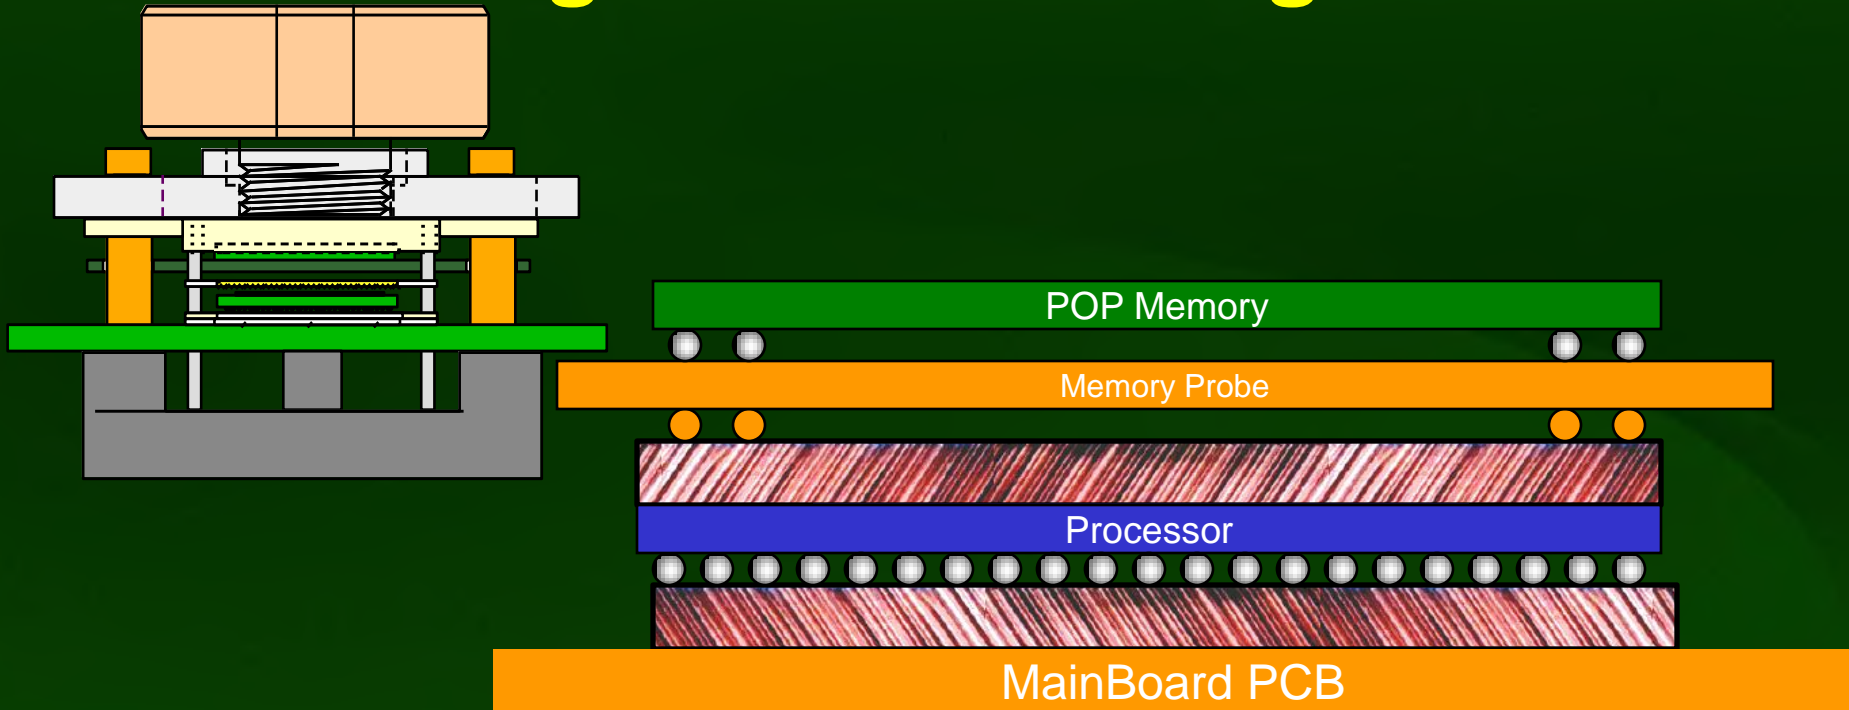 POP Memory
Memory Probe
Processor
MainBoard PCB